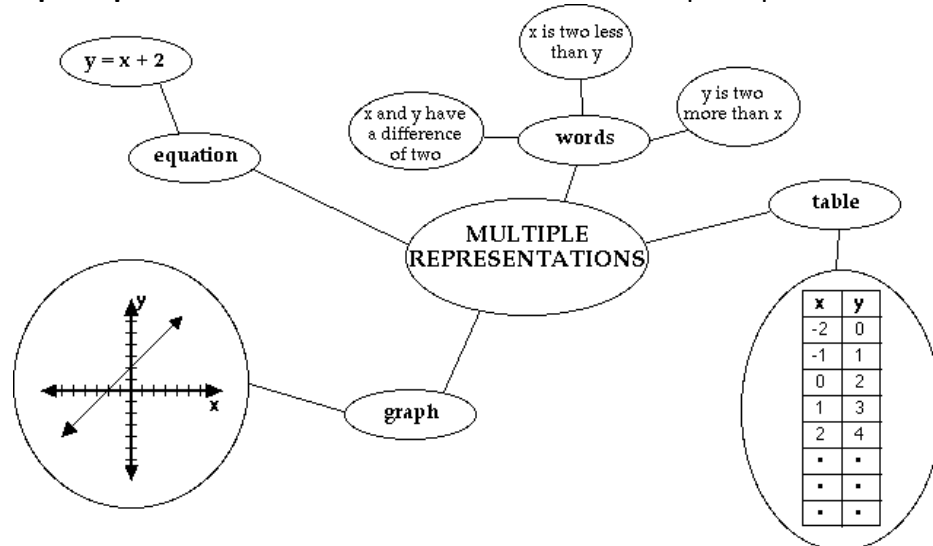 x is two less
than y
y = x + 2
y is two
more than x
x and y have
a difference
of two
words
equation
table
MULTIPLE
REPRESENTATIONS
x y
-2 0
-1 1
0 2
1 3
2 4
. .
. .
. .
y
x
graph